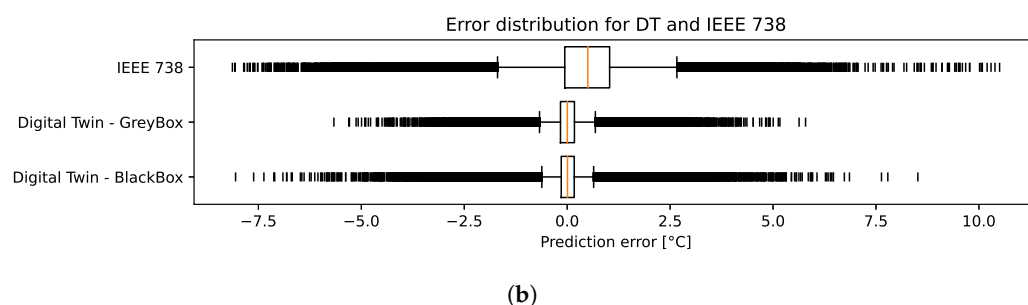 Error distribution for DT and IEEE 738
IEEE 738
Digital Twin - GreyBox
Digital Twin - BlackBox
−7.5 −5.0 −2.5 0.0 2.5 5.0 7.5 10.0
Prediction error [°C]
(b)